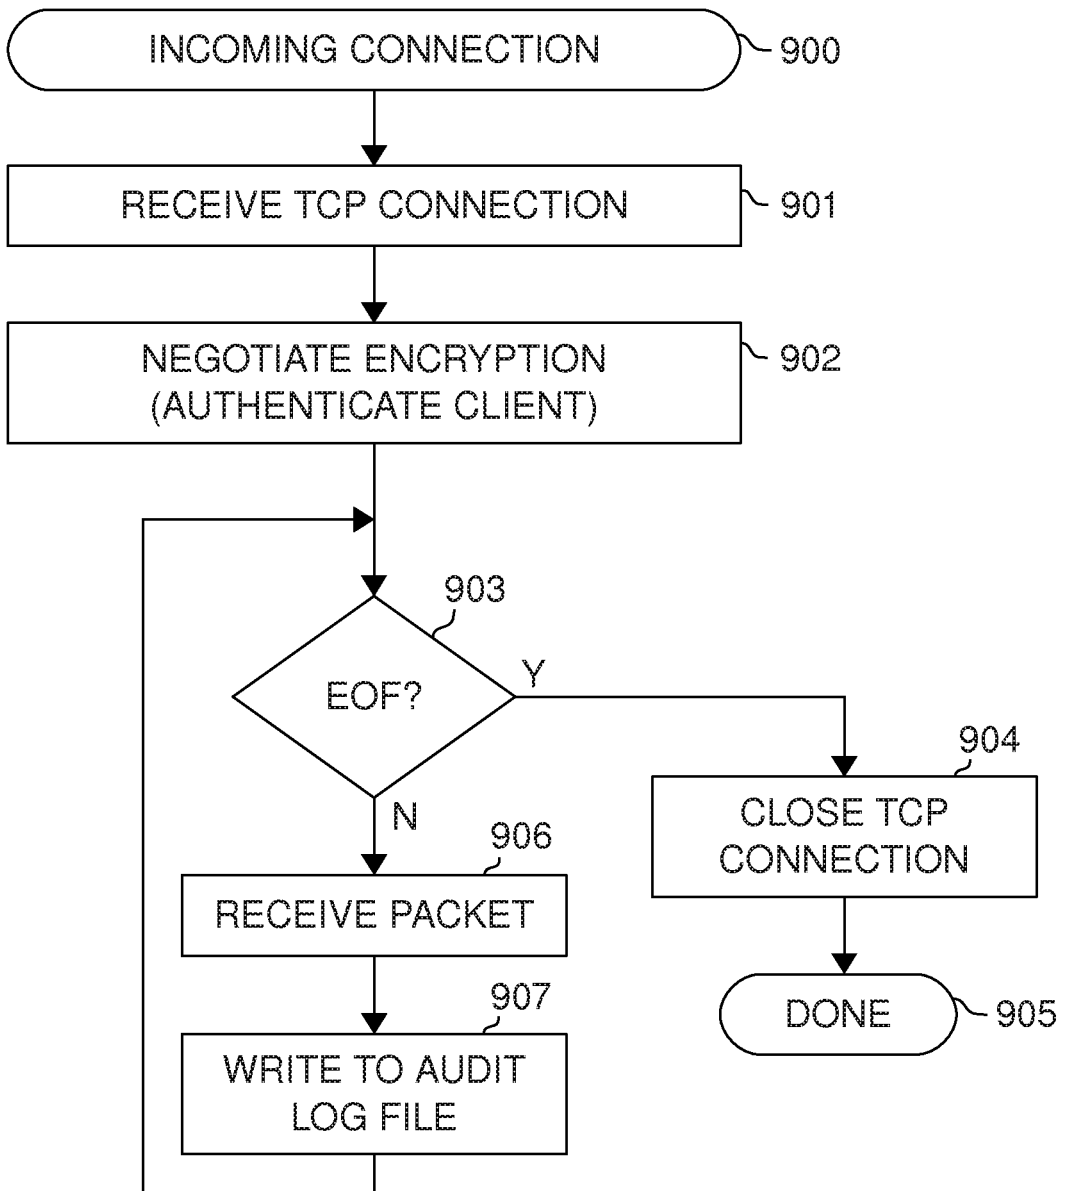 INCOMING CONNECTION
900
RECEIVE TCP CONNECTION
901
NEGOTIATE ENCRYPTION
(AUTHENTICATE CLIENT)
902
903
EOF?
Y
N
904
CLOSE TCP
CONNECTION
906
RECEIVE PACKET
907
WRITE TO AUDIT
LOG FILE
DONE
905